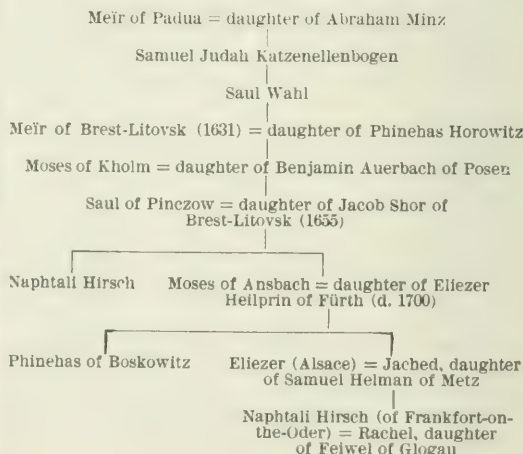 Meïr of Padua = daughter of Abraham Minz
Samuel Judah Katzenellenbogen
Saul Wahl
Meïr of Brest-Litovsk (1631) = daughter of Phinehas Horowitz
Moses of Kholm = daughter of Benjamin Auerbach of Posen
Saul of Pinczow = daughter of Jacob Shor of
Brest-Litovsk (1655)
Naphtali Hirsch
Moses of Ansbach = daughter of Eliezer
Heilprin of Fürth (d. 1700)
Phinehas of Boskowitz
Eliezer (Alsace) = Jached, daughter
of Samuel Helman of Metz
Naphtali Hirsch (of Frankfort-on-
the-Oder) = Rachel, daughter
of Feiwel of Glogau